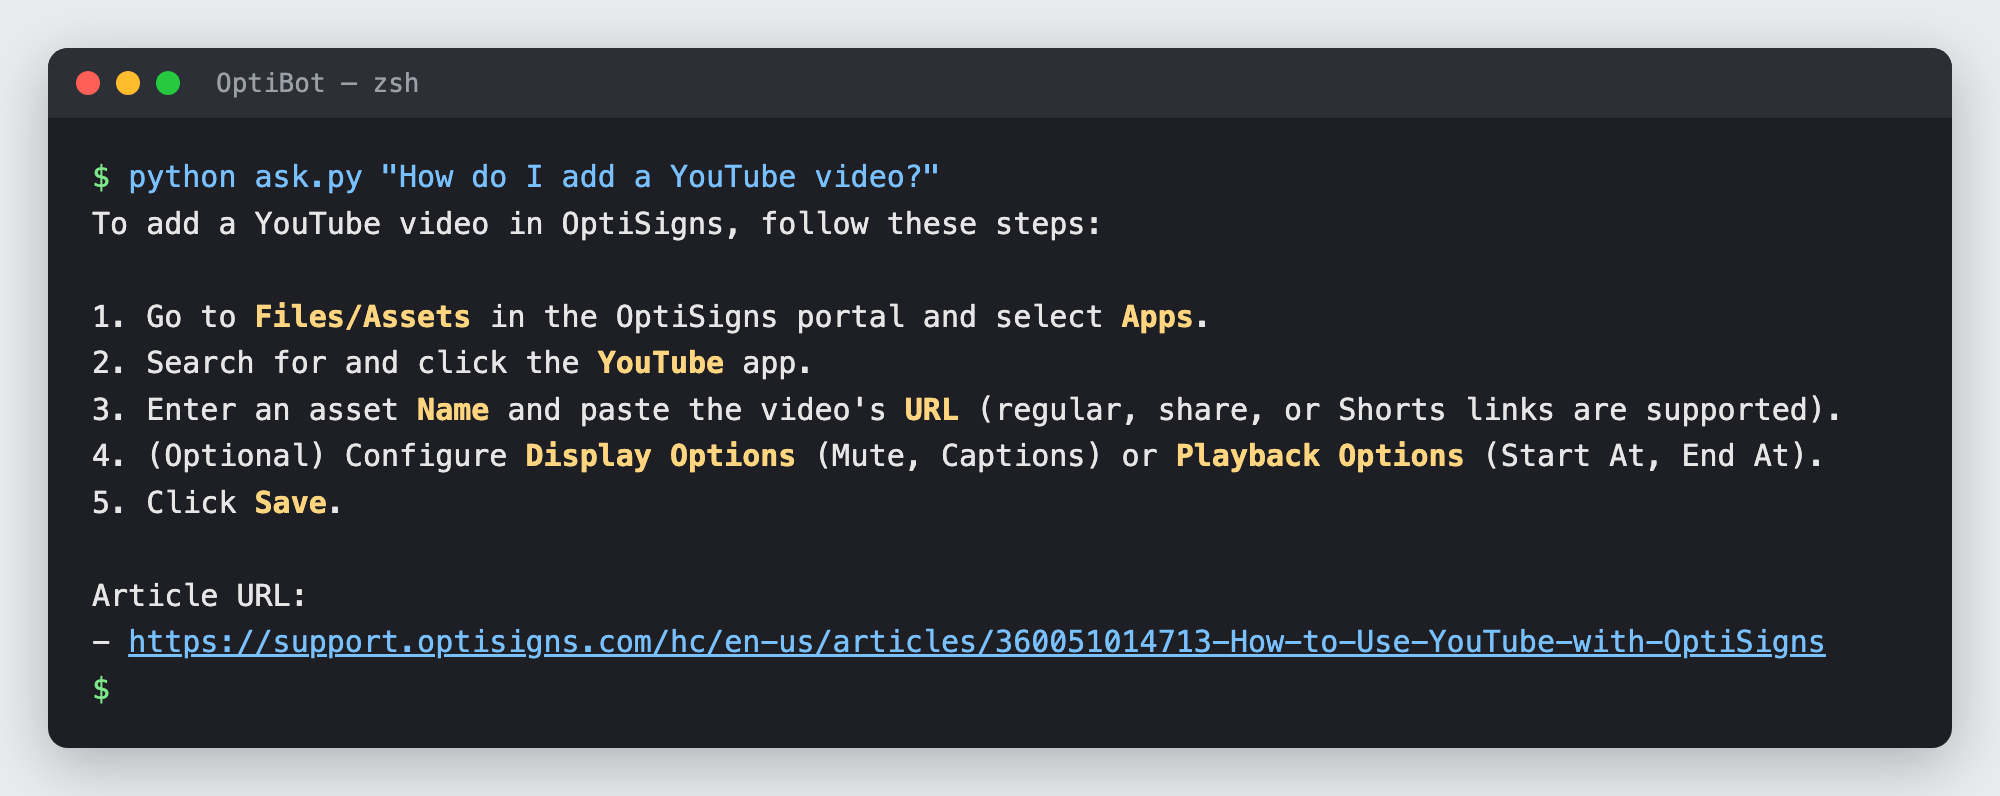 OptiBot — zsh
$ python ask.py "How do I add a YouTube video?"
To add a YouTube video in OptiSigns, follow these steps:
1. Go to Files/Assets in the OptiSigns portal and select Apps.
2. Search for and click the YouTube app.
3. Enter an asset Name and paste the video's URL (regular, share, or Shorts links are supported).
4. (Optional) Configure Display Options (Mute, Captions) or Playback Options (Start At, End At).
5. Click Save.
Article URL:
- https://support.optisigns.com/hc/en-us/articles/360051014713-How-to-Use-YouTube-with-OptiSigns
$